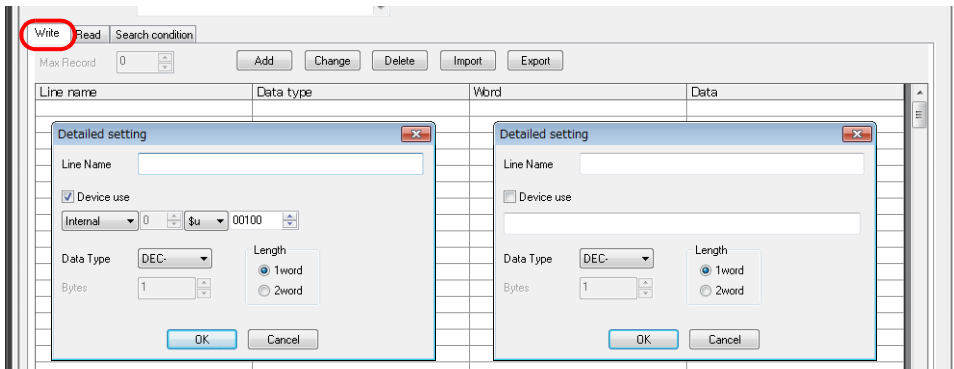 Write Read Search condition
Max Record 0 Add Change Delete Import Export
Line name Data type Word Data
Detailed setting
Line Name
Device use
Internal 0 $u 00100
Data Type DEC- Length
1word
Bytes 1 2word
OK Cancel
Detailed setting
Line Name
Device use
Data Type DEC- Length
1word
Bytes 1 2word
OK Cancel